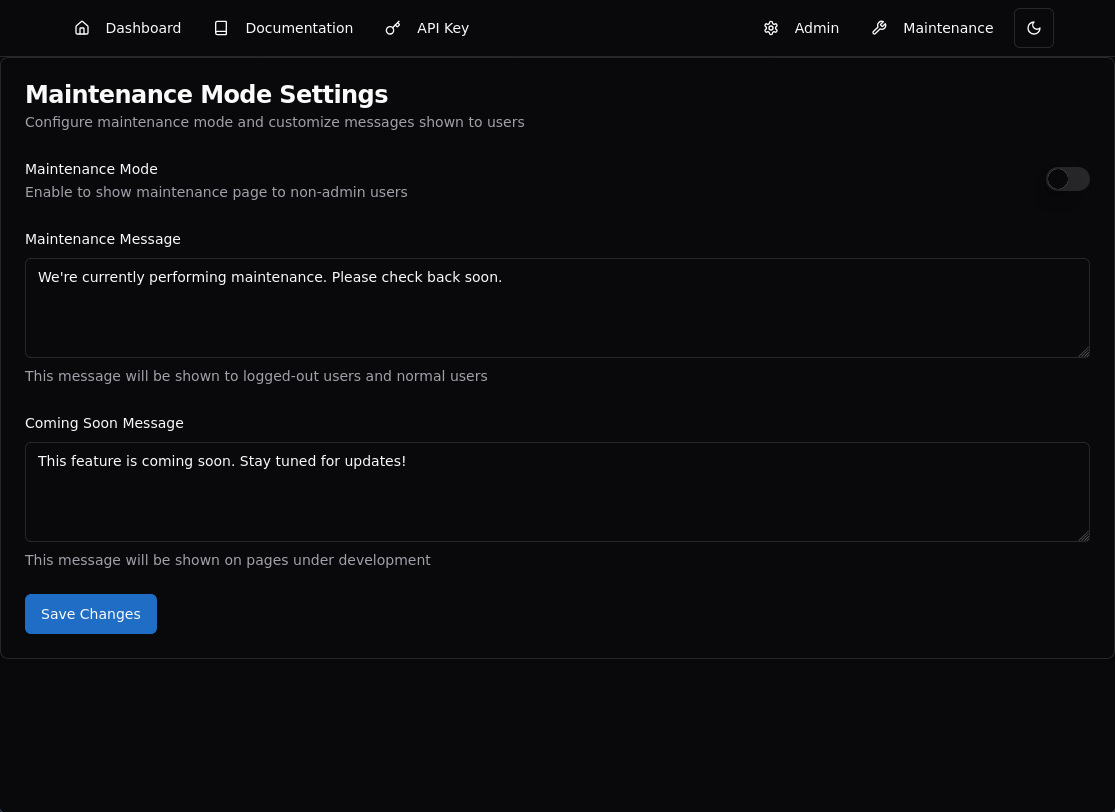 Dashboard Documentation API Key Admin Maintenance
Maintenance Mode Settings
Configure maintenance mode and customize messages shown to users
Maintenance Mode
Enable to show maintenance page to non-admin users
Maintenance Message
We're currently performing maintenance. Please check back soon.
This message will be shown to logged-out users and normal users
Coming Soon Message
This feature is coming soon. Stay tuned for updates!
This message will be shown on pages under development
Save Changes